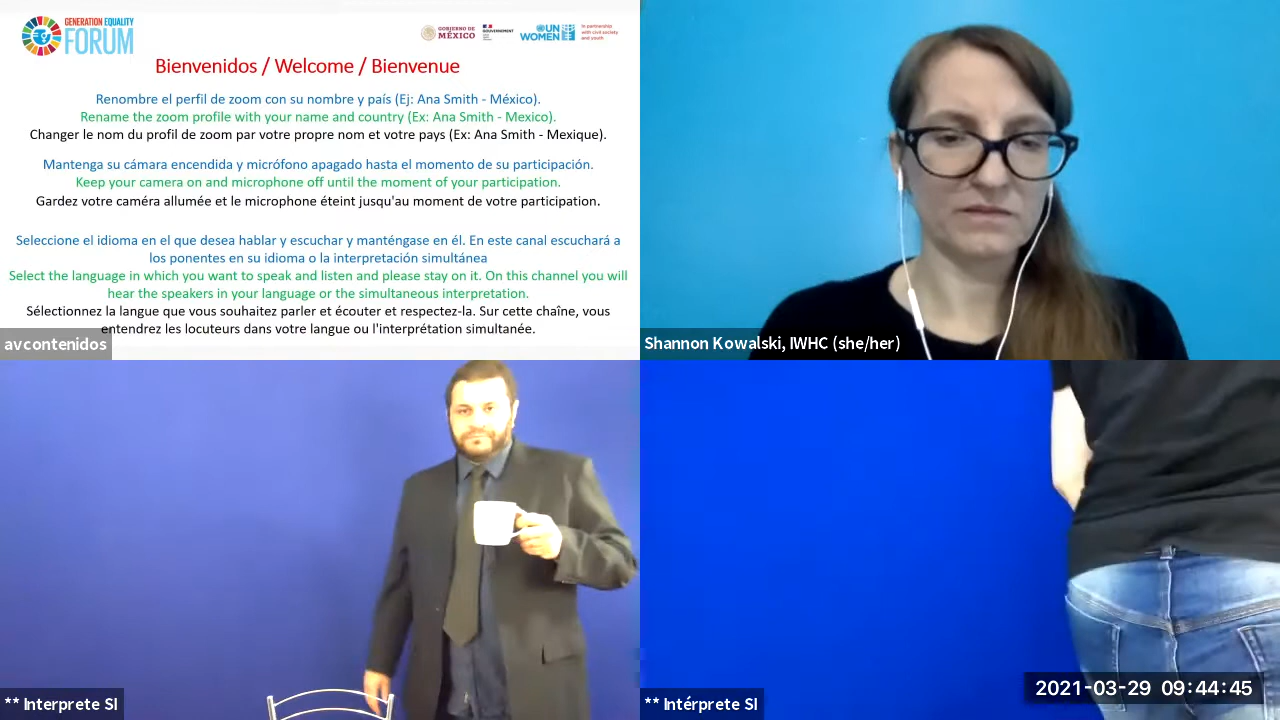 GENERATION EQUALITY
FORUM
GOBIERNO DE
MÉXICO
GOUVERNEMENT
UN
WOMEN
In partnership
with civil society
and youth
Bienvenidos / Welcome / Bienvenue
Renombre el perfil de zoom con su nombre y país (Ej: Ana Smith - México).
Rename the zoom profile with your name and country (Ex: Ana Smith - Mexico).
Changer le nom du profil de zoom par votre propre nom et votre pays (Ex: Ana Smith - Mexique).
Mantenga su cámara encendida y micrófono apagado hasta el momento de su participación.
Keep your camera on and microphone off until the moment of your participation.
Gardez votre caméra allumée et le microphone éteint jusqu'au moment de votre participation.
Seleccione el idioma en el que desea hablar y escuchar y manténgase en él. En este canal escuchará a
los ponentes en su idioma o la interpretación simultánea
Select the language in which you want to speak and listen and please stay on it. On this channel you will
hear the speakers in your language or the simultaneous interpretation.
Sélectionnez la langue que vous souhaitez parler et écouter et respectez-la. Sur cette chaîne, vous
entendrez les locuteurs dans votre langue ou l'interprétation simultanée.
avcontenidos
Shannon Kowalski, IWHC (she/her)
** Interprete SI
** Intérprete SI
2021-03-29 09:44:45